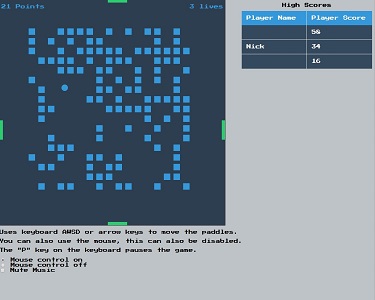 21 Points
3 lives
High Scores
Player Name Player Score
56
Nick 34
16
Uses keyboard AWSD or arrow keys to move the paddles.
You can also use the mouse, this can also be disabled.
The "P" key on the keyboard pauses the game.
Mouse control on
Mouse control off
Mute Music